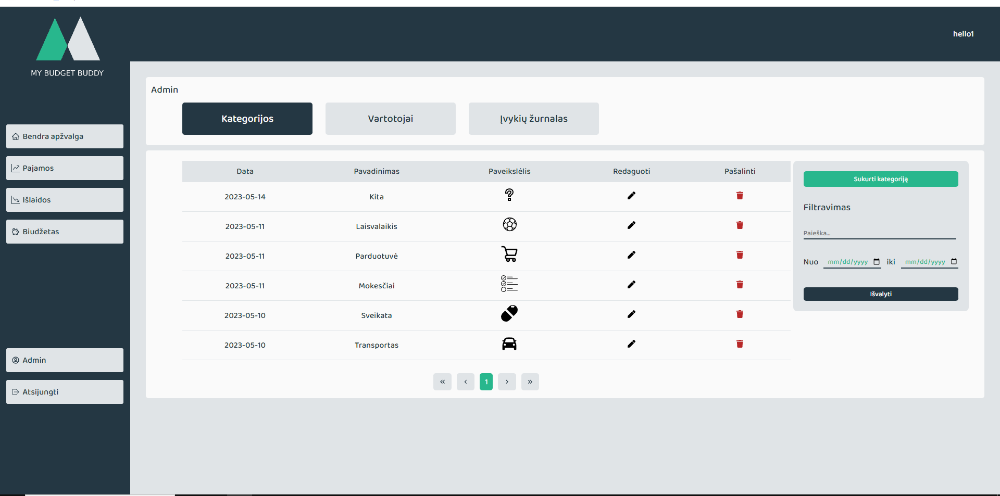 hello1
MY BUDGET BUDDY
Bendra apžvalga
Pajamos
Išlaidos
Biudžetas
Admin
Atsijungti
Admin
Kategorijos Vartotojai Įvykių žurnalas
Data Pavadinimas Paveikslėlis Redaguoti Pašalinti
2023-05-14 Kita
2023-05-11 Laisvalaikis
2023-05-11 Parduotuvė
2023-05-11 Mokesčiai
2023-05-10 Sveikata
2023-05-10 Transportas
« ‹ 1 › »
Sukurti kategoriją
Filtravimas
Paieška...
Nuo mm/dd/yyyy iki mm/dd/yyyy
Išvalyti